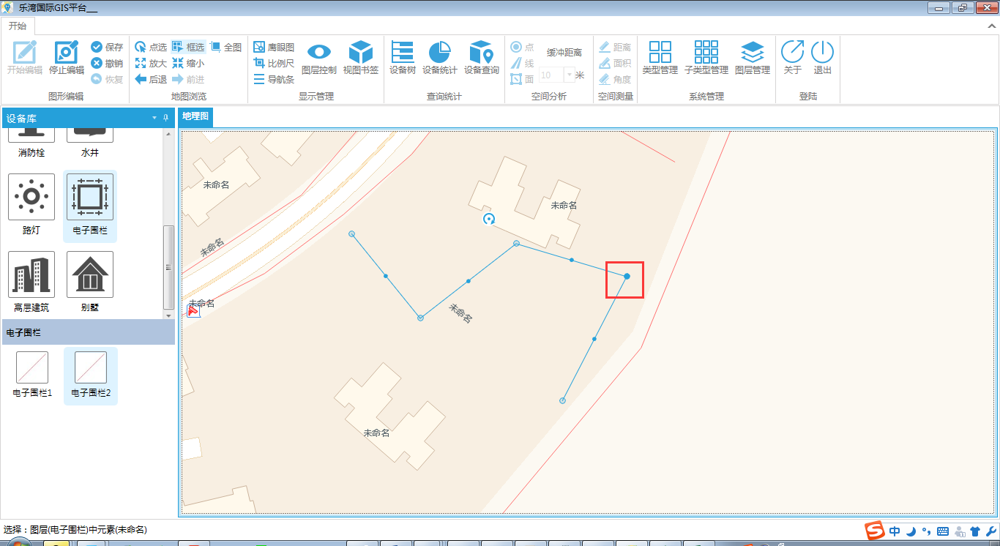 乐湾国际GIS平台___
开始
开始编辑
停止编辑
保存
撤销
恢复
图形编辑
点选 框选 全图
放大 缩小
后退 前进
地图浏览
鹰眼图
比例尺
导航条
图层控制
视图书签
显示管理
设备树
设备统计
设备查询
查询统计
点
线
面
缓冲距离
10 米
空间分析
距离
面积
角度
空间测量
类型管理
子类型管理
图层管理
系统管理
关于
退出
登陆
设备库
地理图
消防栓 水井
路灯 电子围栏
高层建筑 别墅
电子围栏
电子围栏1 电子围栏2
未命名
未命名
未命名
未命名
未命名
未命名
选择：图层(电子围栏)中元素(未命名)
S 中